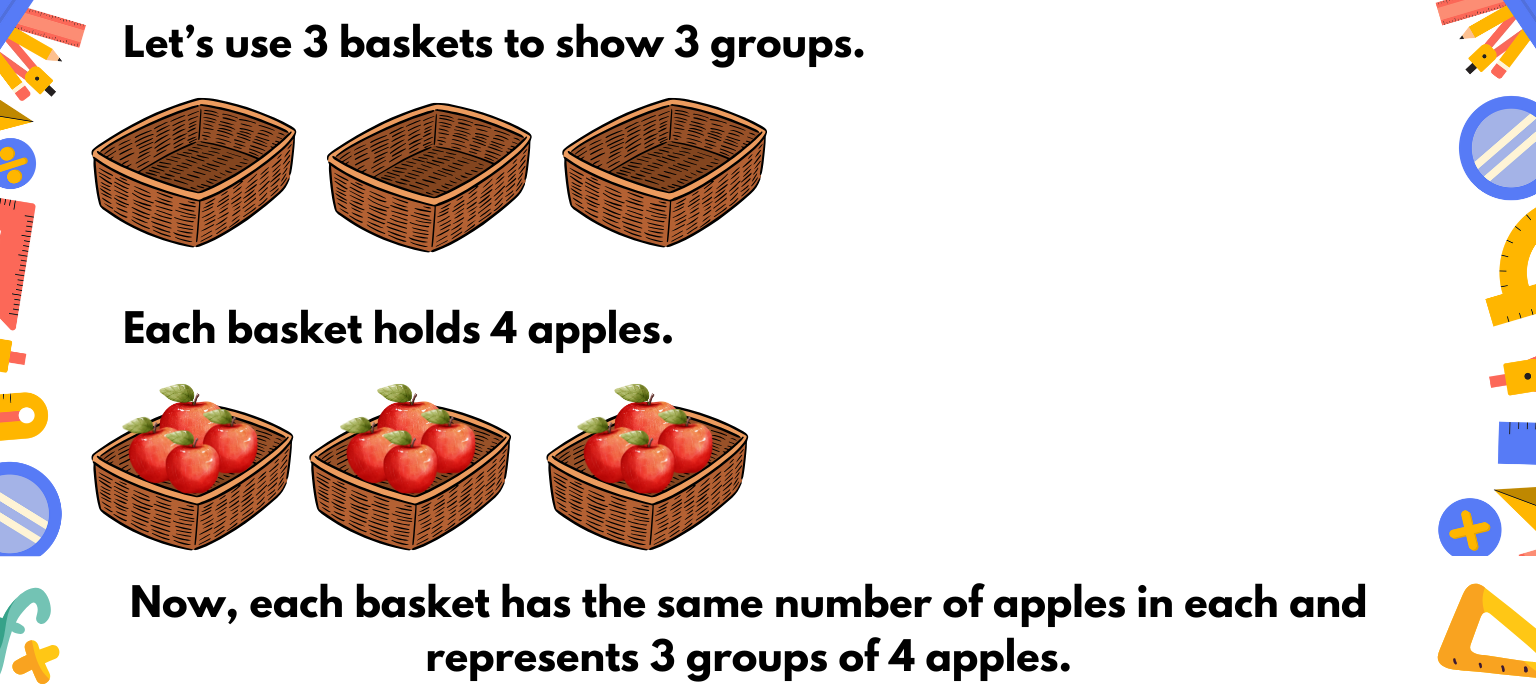 Let’s use 3 baskets to show 3 groups.
Each basket holds 4 apples.
Now, each basket has the same number of apples in each and
represents 3 groups of 4 apples.